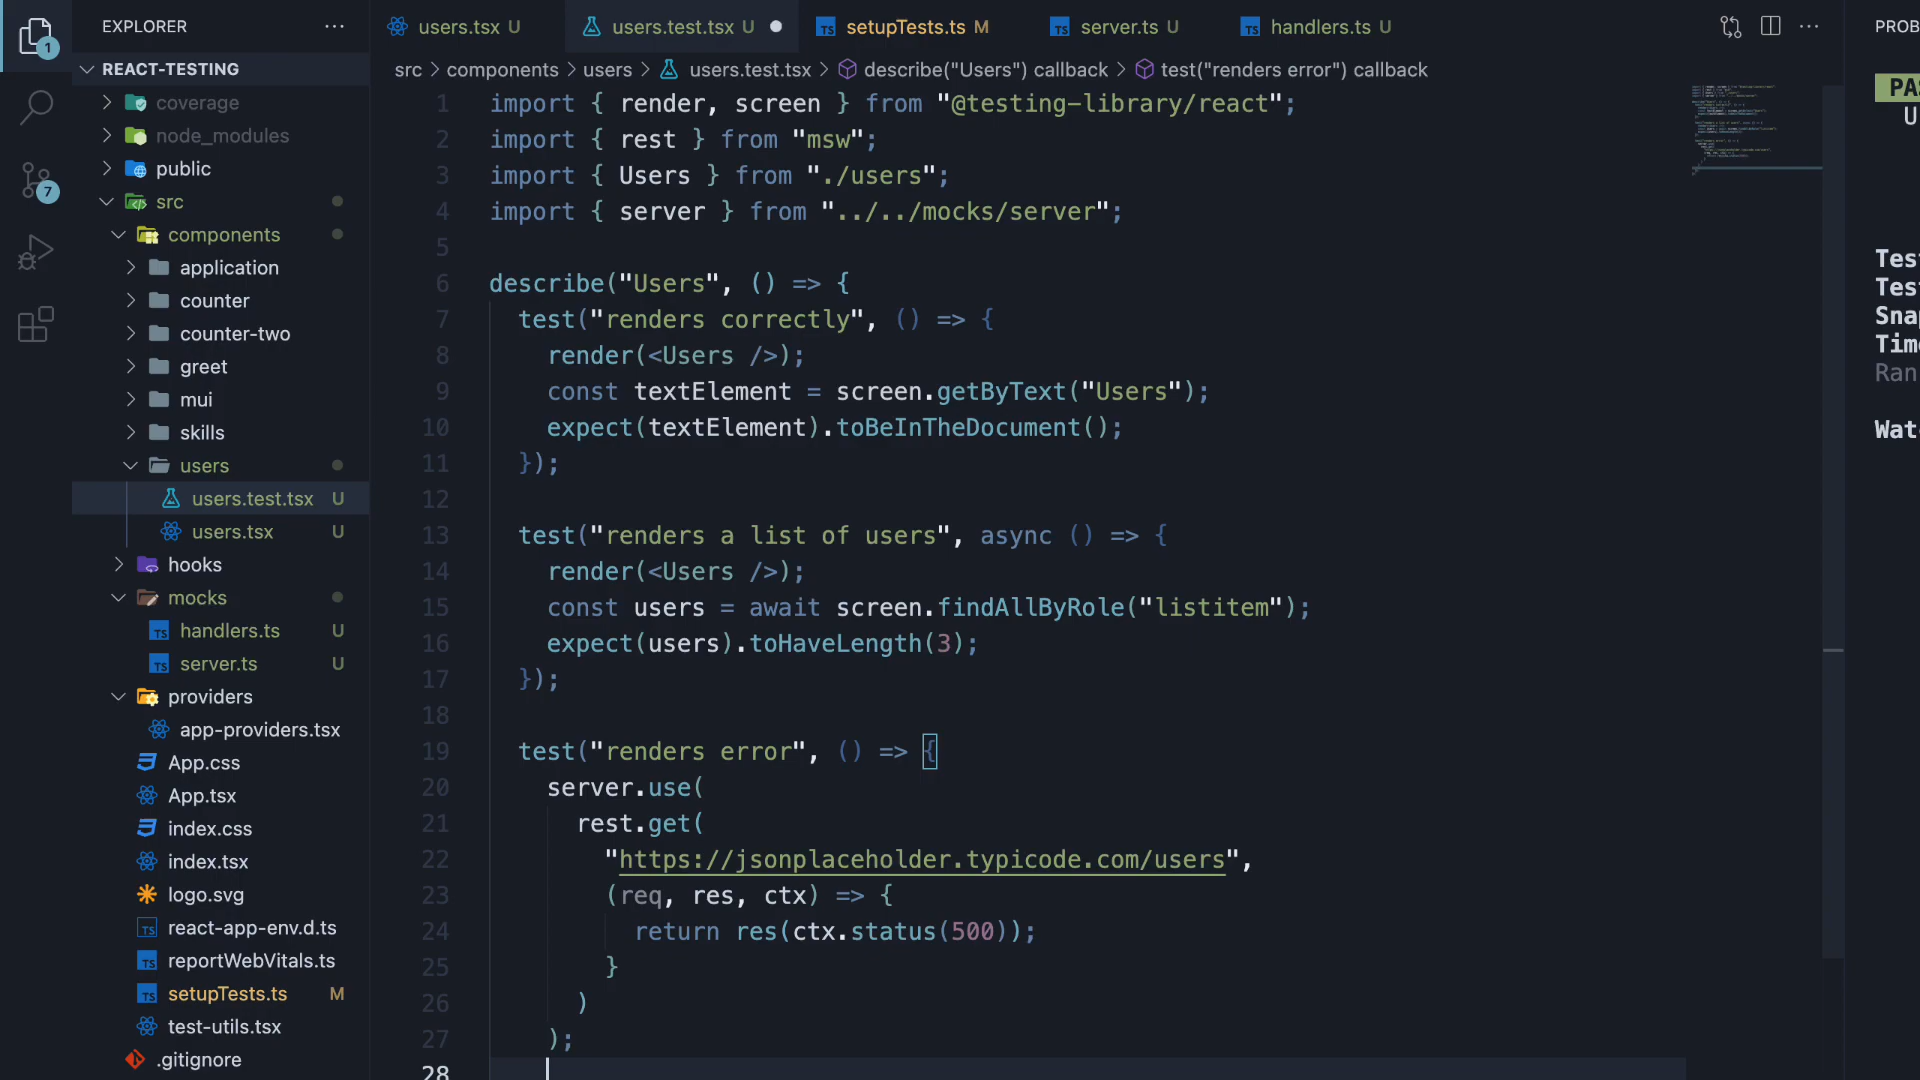 EXPLORER
REACT-TESTING
coverage
node_modules
public
src
components
application
counter
counter-two
greet
mui
skills
users
users.test.tsx U
users.tsx U
hooks
mocks
handlers.ts U
server.ts U
providers
app-providers.tsx
App.css
App.tsx
index.css
index.tsx
logo.svg
react-app-env.d.ts
reportWebVitals.ts
setupTests.ts M
test-utils.tsx
.gitignore
1
7
users.tsx U
users.test.tsx U
setupTests.ts M
server.ts U
handlers.ts U
src > components > users > users.test.tsx > describe("Users") callback > test("renders error") callback
1 import { render, screen } from "@testing-library/react";
2 import { rest } from "msw";
3 import { Users } from "./users";
4 import { server } from "../../mocks/server";
5
6 describe("Users", () => {
7 test("renders correctly", () => {
8 render(<Users />);
9 const textElement = screen.getByText("Users");
10 expect(textElement).toBeInTheDocument();
11 });
12
13 test("renders a list of users", async () => {
14 render(<Users />);
15 const users = await screen.findAllByRole("listitem");
16 expect(users).toHaveLength(3);
17 });
18
19 test("renders error", () => {
20 server.use(
21 rest.get(
22 "https://jsonplaceholder.typicode.com/users",
23 (req, res, ctx) => {
24 return res(ctx.status(500));
25 }
26 )
27 );
28
PROB
PAS
U
Tes
Tes
Sna
Tim
Ran
Wat